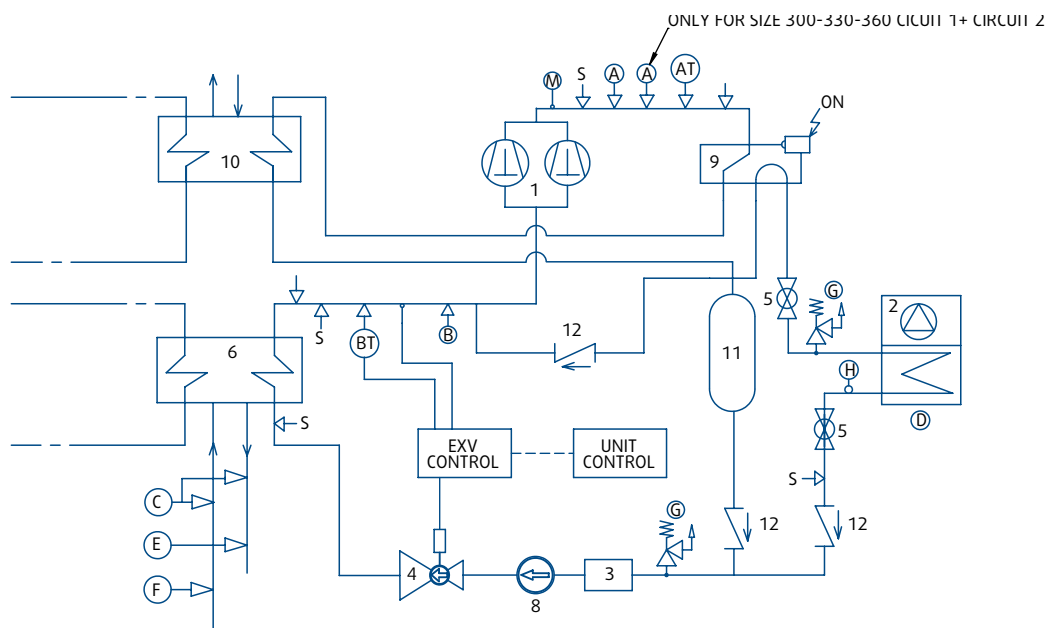 ONLY FOR SIZE 300-330-360 CICUIT 1+ CIRCUIT 2
M
S
A
A
AT
ON
10
1
9
5
G
2
S
BT
B
12
11
6
H
D
S
5
EXV
CONTROL
UNIT
CONTROL
S
C
G
12
12
E
4
3
F
8